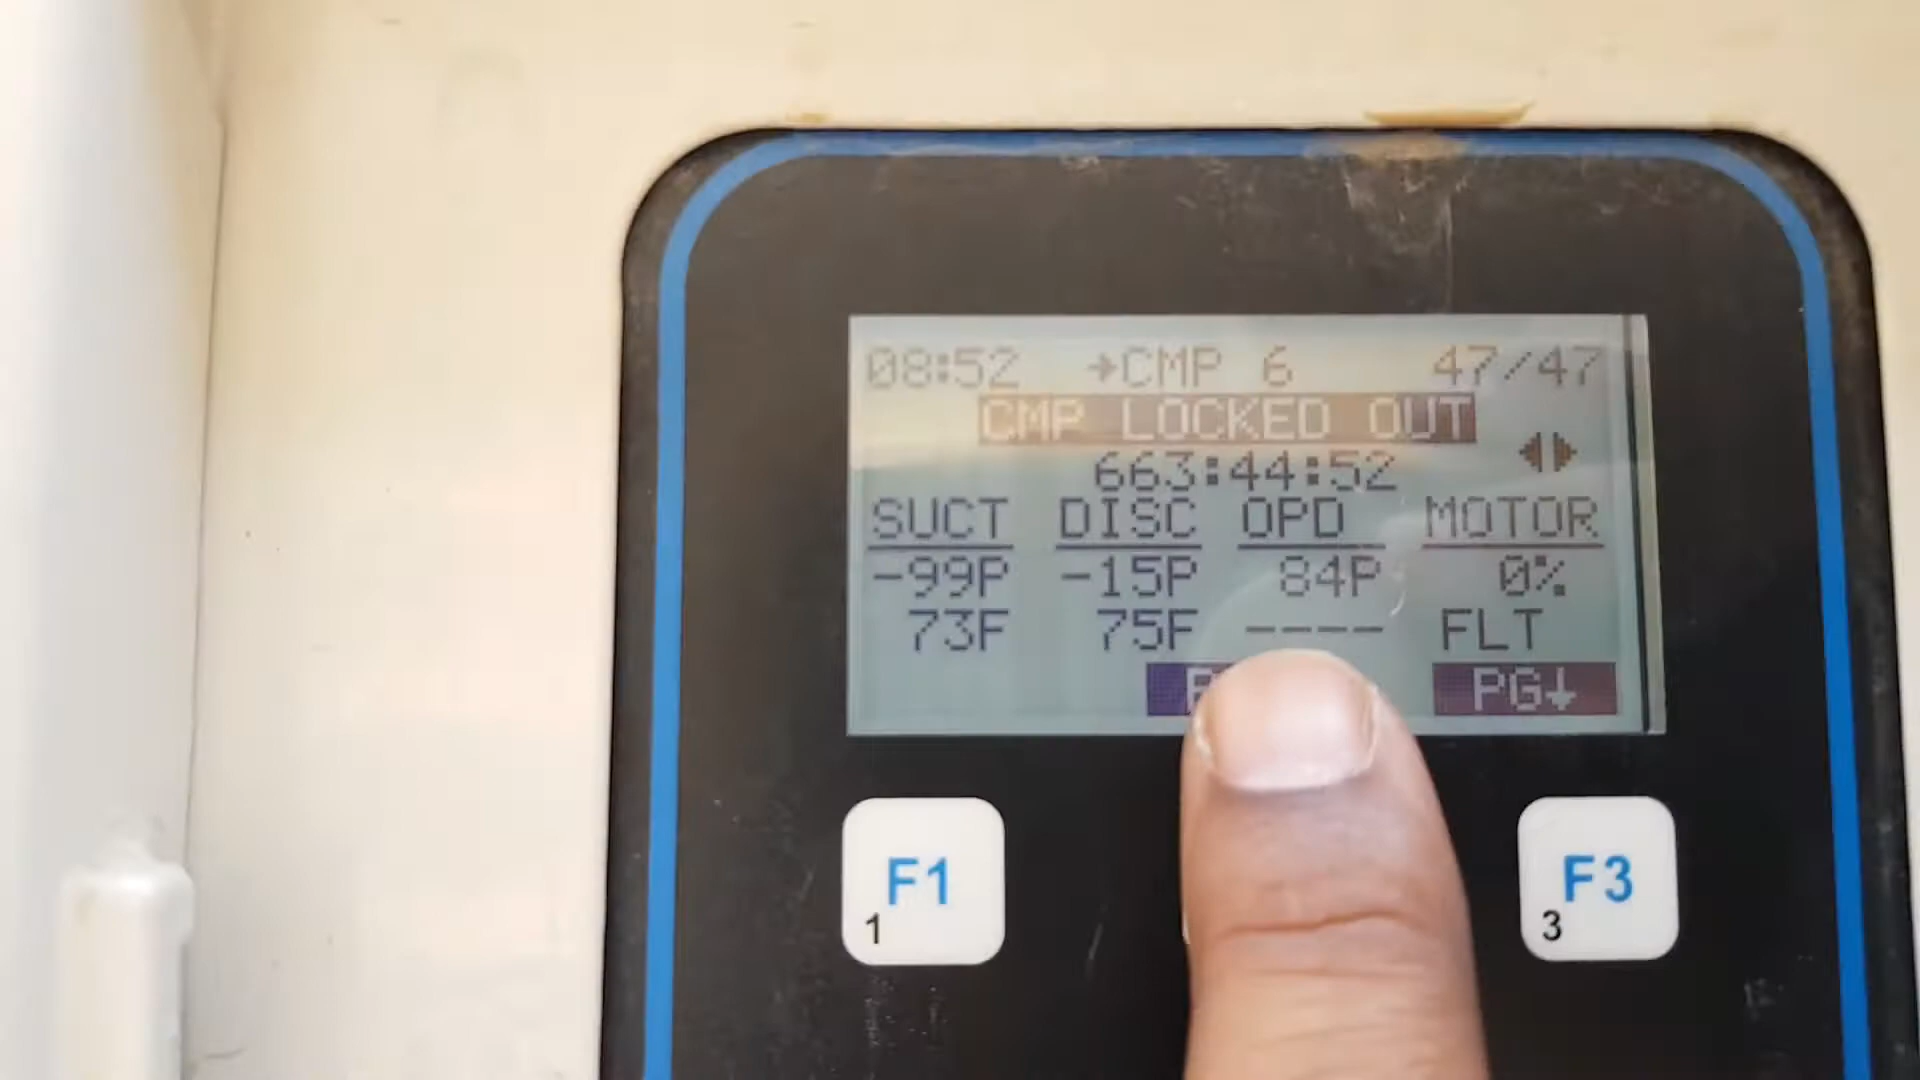 08:52 →CMP 6 47/47
CMP LOCKED OUT
663:44:52
SUCT DISC OPD MOTOR
-99P -15P 84P 0%
73F 75F ---- FLT
PG↓
F1 F3
1 3